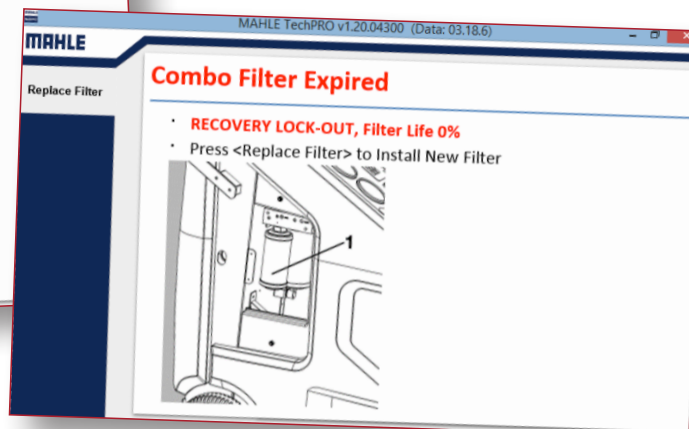 MAHLE TechPRO v1.20.04300 (Data: 03.18.6)
MAHLE
Replace Filter
Combo Filter Expired
· RECOVERY LOCK-OUT, Filter Life 0%
· Press <Replace Filter> to Install New Filter
1